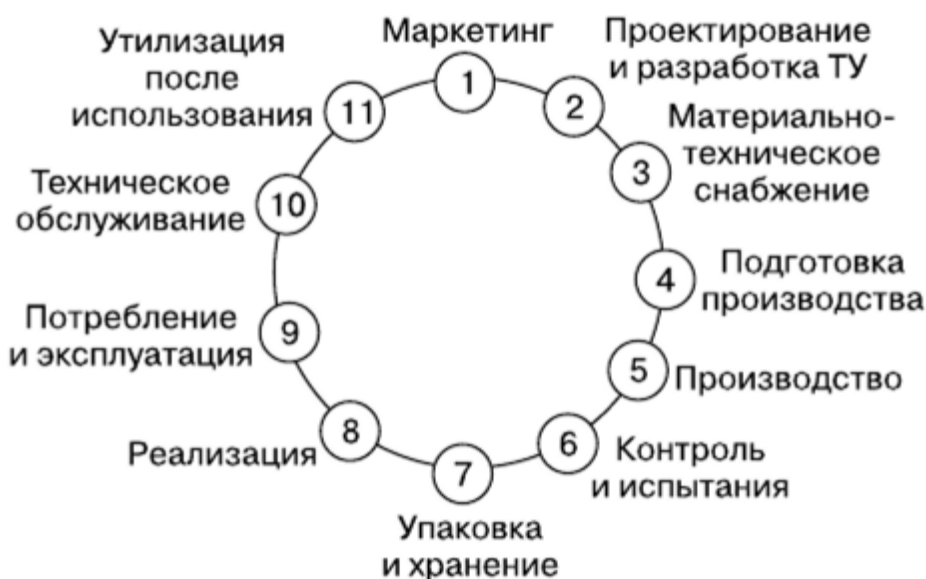 Маркетинг
1
Проектирование
и разработка ТУ
2
Материально-
техническое
снабжение
3
Подготовка
производства
4
Производство
5
Контроль
и испытания
6
Упаковка
и хранение
7
Реализация
8
Потребление
и эксплуатация
9
Техническое
обслуживание
10
Утилизация
после
использования
11